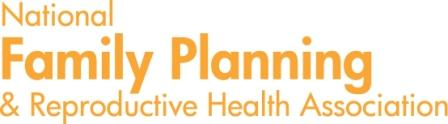 National
Family Planning
& Reproductive Health Association